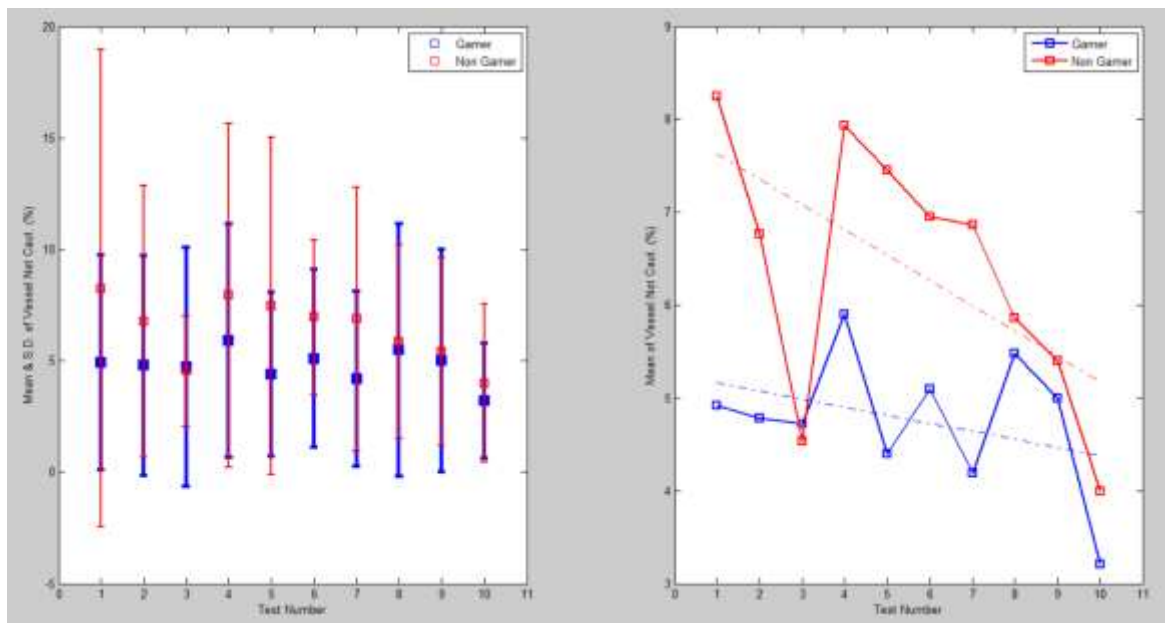 20
15
10
5
0
-5
0 1 2 3 4 5 6 7 8 9 10 11
Test Number
Mean & S.D. of Vessel Not Caut. (%)
Gamer
Non Gamer
9
8
7
6
5
4
3
0 1 2 3 4 5 6 7 8 9 10 11
Test Number
Mean of Vessel Not Caut. (%)
Gamer
Non Gamer